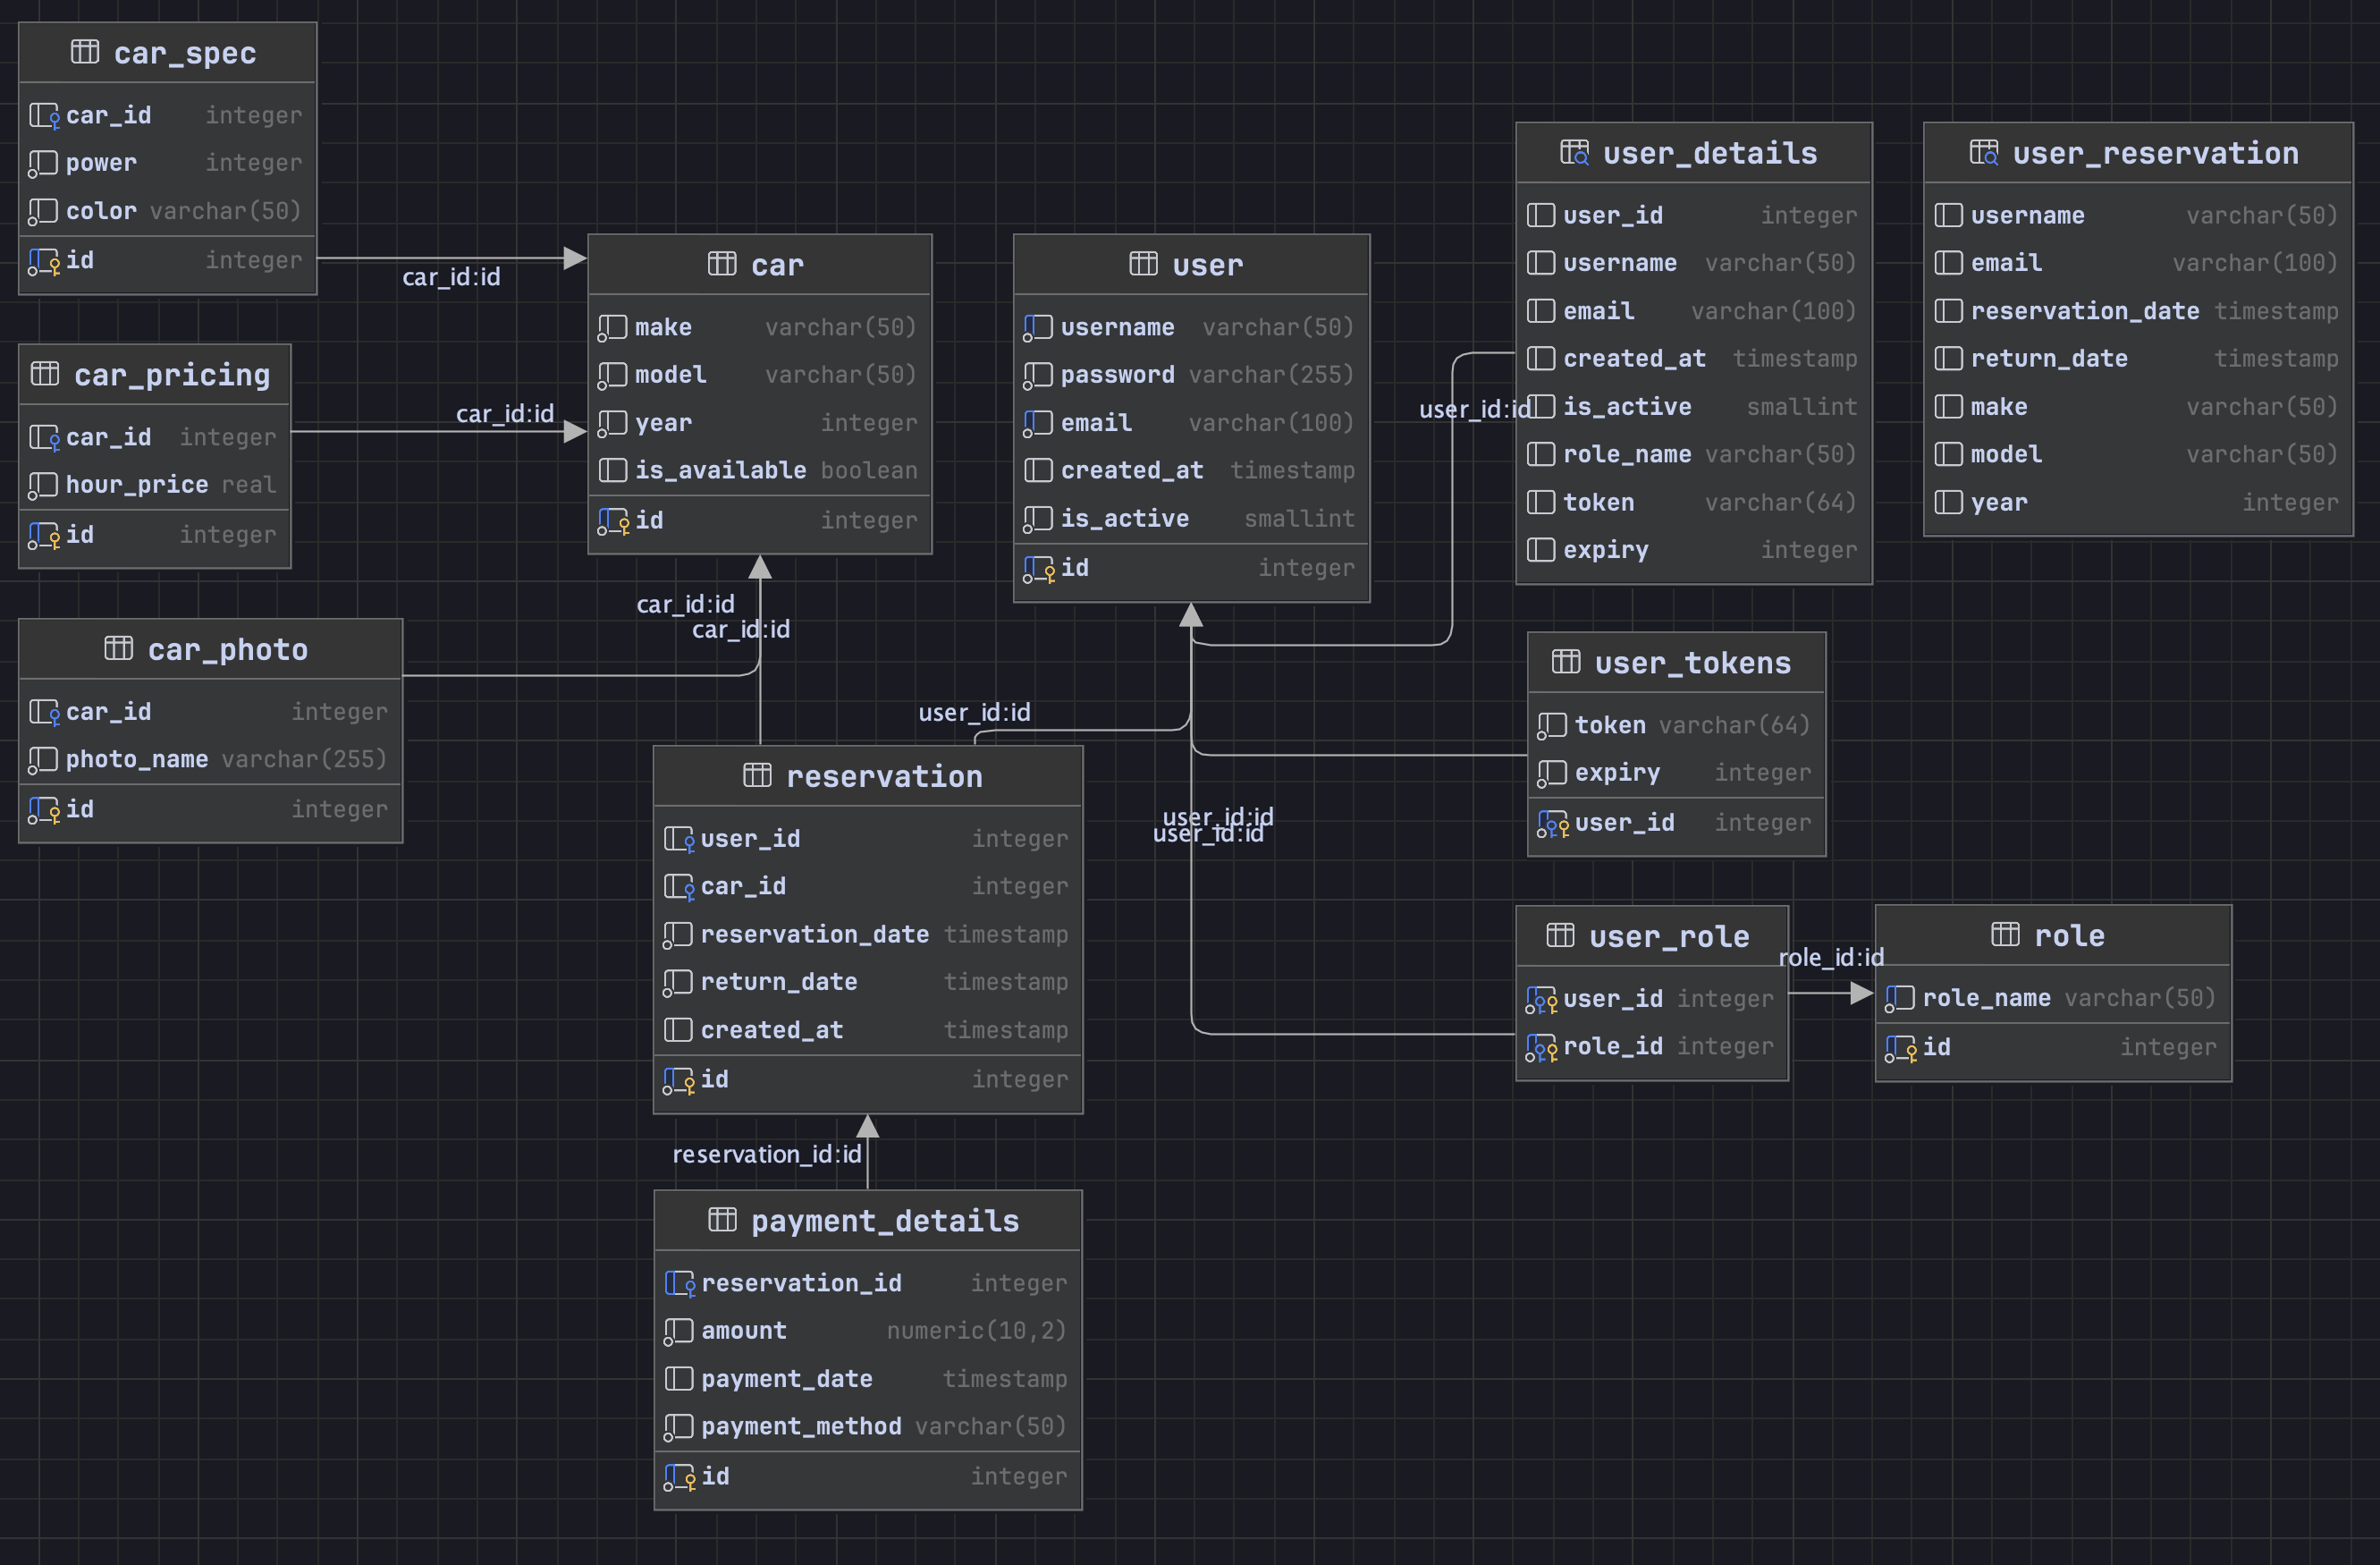 car_spec
car_id integer
power integer
color varchar(50)
id integer
car_id:id
car_pricing
car_id integer
hour_price real
id integer
car_id:id
car_photo
car_id integer
photo_name varchar(255)
id integer
car
make varchar(50)
model varchar(50)
year integer
is_available boolean
id integer
car_id:id
car_id:id
user
username varchar(50)
password varchar(255)
email varchar(100)
created_at timestamp
is_active smallint
id integer
user_id:id
user_id:id
user_id:id
user_id:id
reservation
user_id integer
car_id integer
reservation_date timestamp
return_date timestamp
created_at timestamp
id integer
reservation_id:id
payment_details
reservation_id integer
amount numeric(10,2)
payment_date timestamp
payment_method varchar(50)
id integer
user_details
user_id integer
username varchar(50)
email varchar(100)
created_at timestamp
is_active smallint
role_name varchar(50)
token varchar(64)
expiry integer
user_reservation
username varchar(50)
email varchar(100)
reservation_date timestamp
return_date timestamp
make varchar(50)
model varchar(50)
year integer
user_tokens
token varchar(64)
expiry integer
user_id integer
user_role
user_id integer
role_id integer
role_id:id
role
role_name varchar(50)
id integer